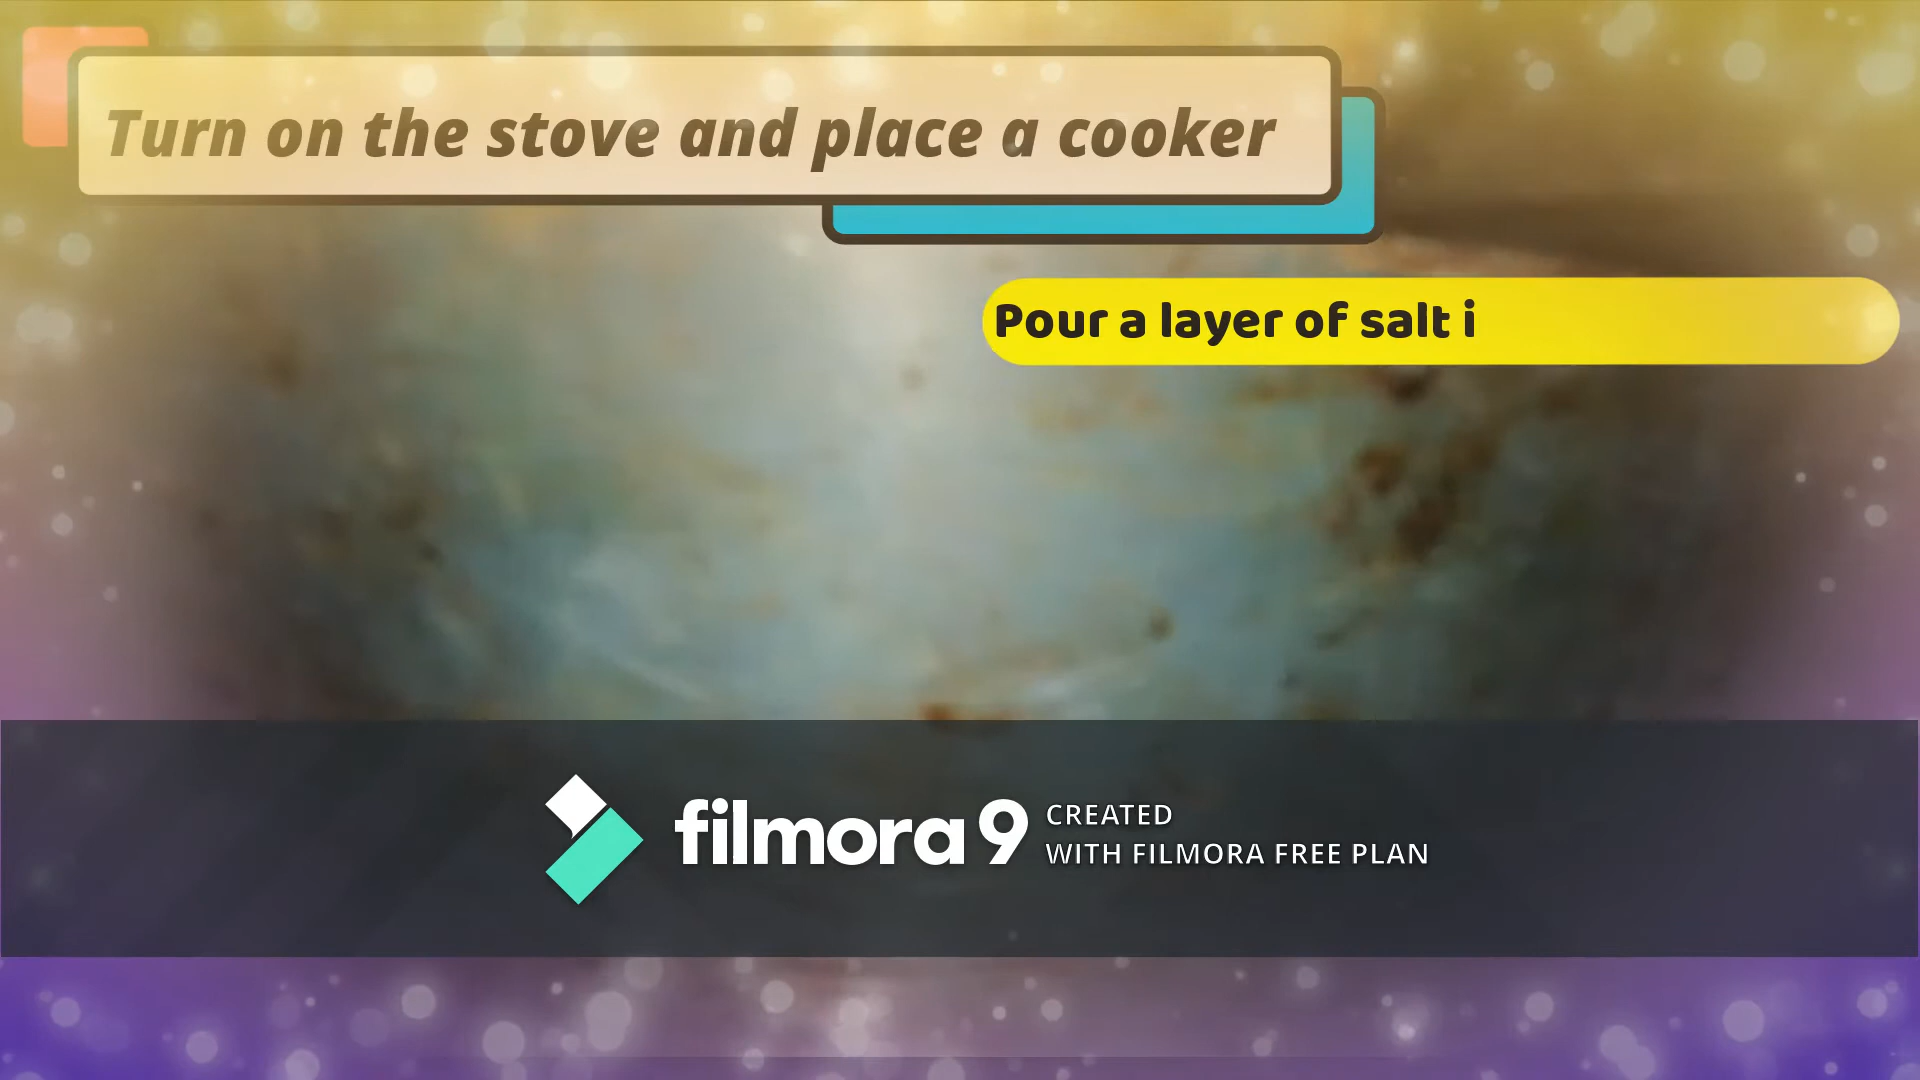 Turn on the stove and place a cooker
Pour a layer of salt i
filmora 9
CREATED
WITH FILMORA FREE PLAN